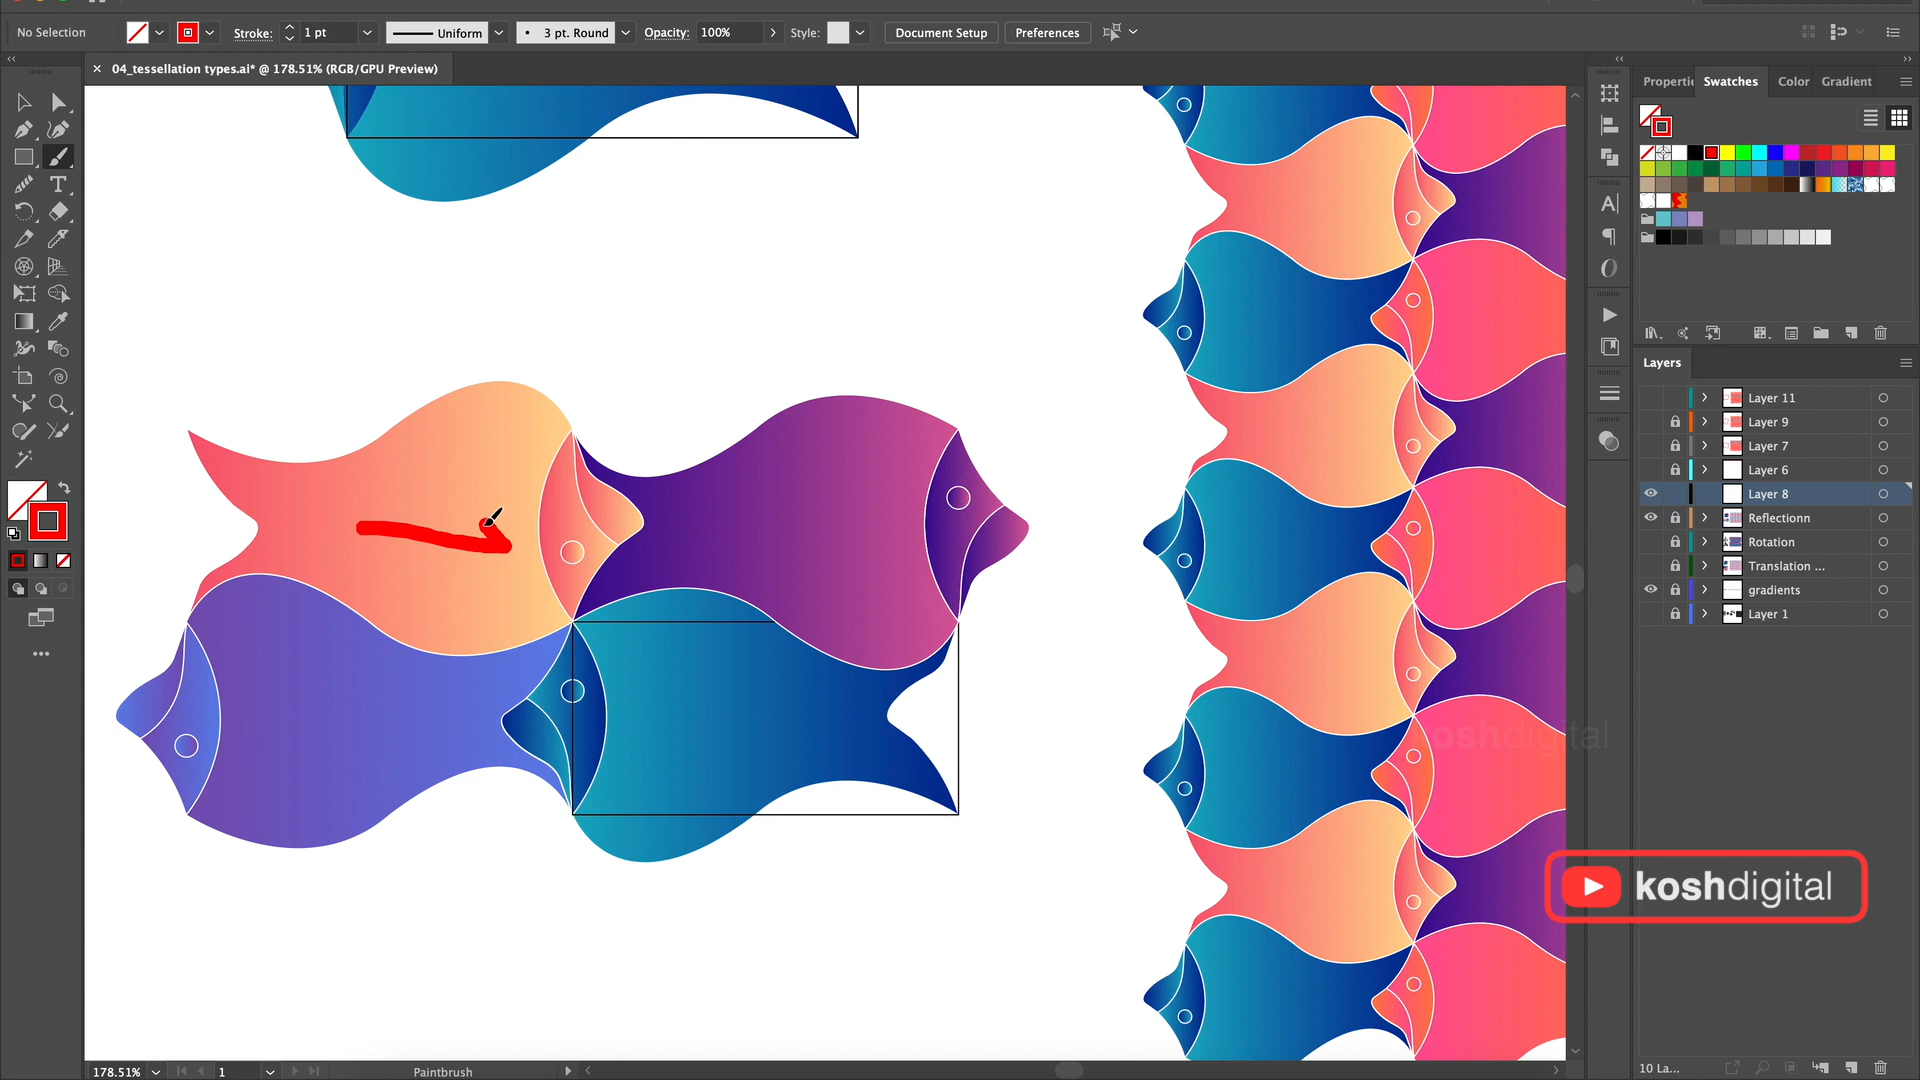 No Selection
Stroke:
1 pt
Uniform
3 pt. Round
Opacity:
100%
Style:
Document Setup
Preferences
04_tessellation types.ai* @ 178.51% (RGB/GPU Preview)
Properti
Swatches
Color
Gradient
Layers
Layer 11
Layer 9
Layer 7
Layer 6
Layer 8
Reflectionn
Rotation
Translation ...
gradients
Layer 1
koshdigital
koshdigital
178.51%
1
Paintbrush
10 La...